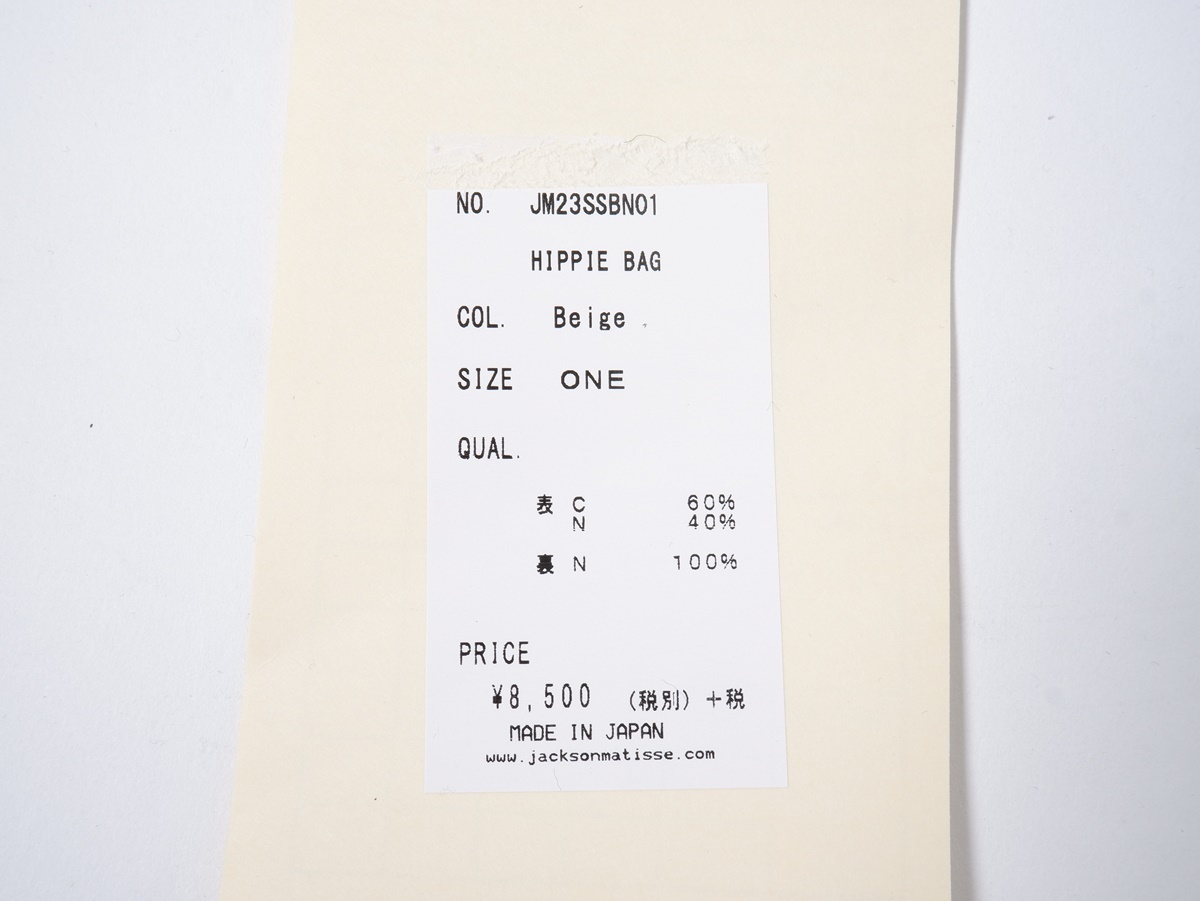 NO. JM23SSBN01
HIPPIE BAG
COL. Beige
SIZE ONE
QUAL.
表 C 60%
N 40%
裏 N 100%
PRICE
¥8,500 (税別) +税
MADE IN JAPAN
www.jacksonmatisse.com